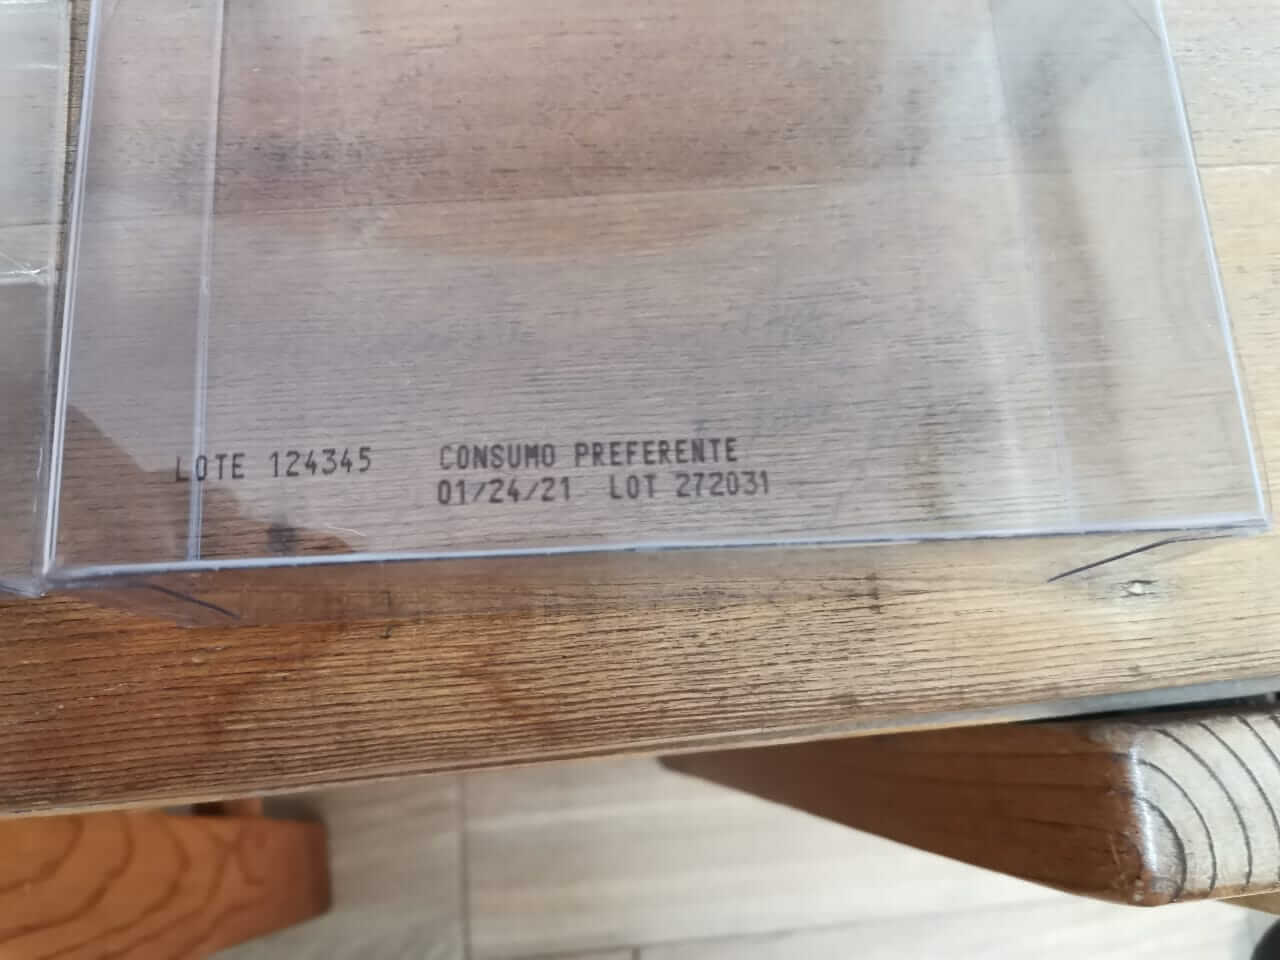 LOTE 124345
CONSUMO PREFERENTE
01/24/21 LOT 272031